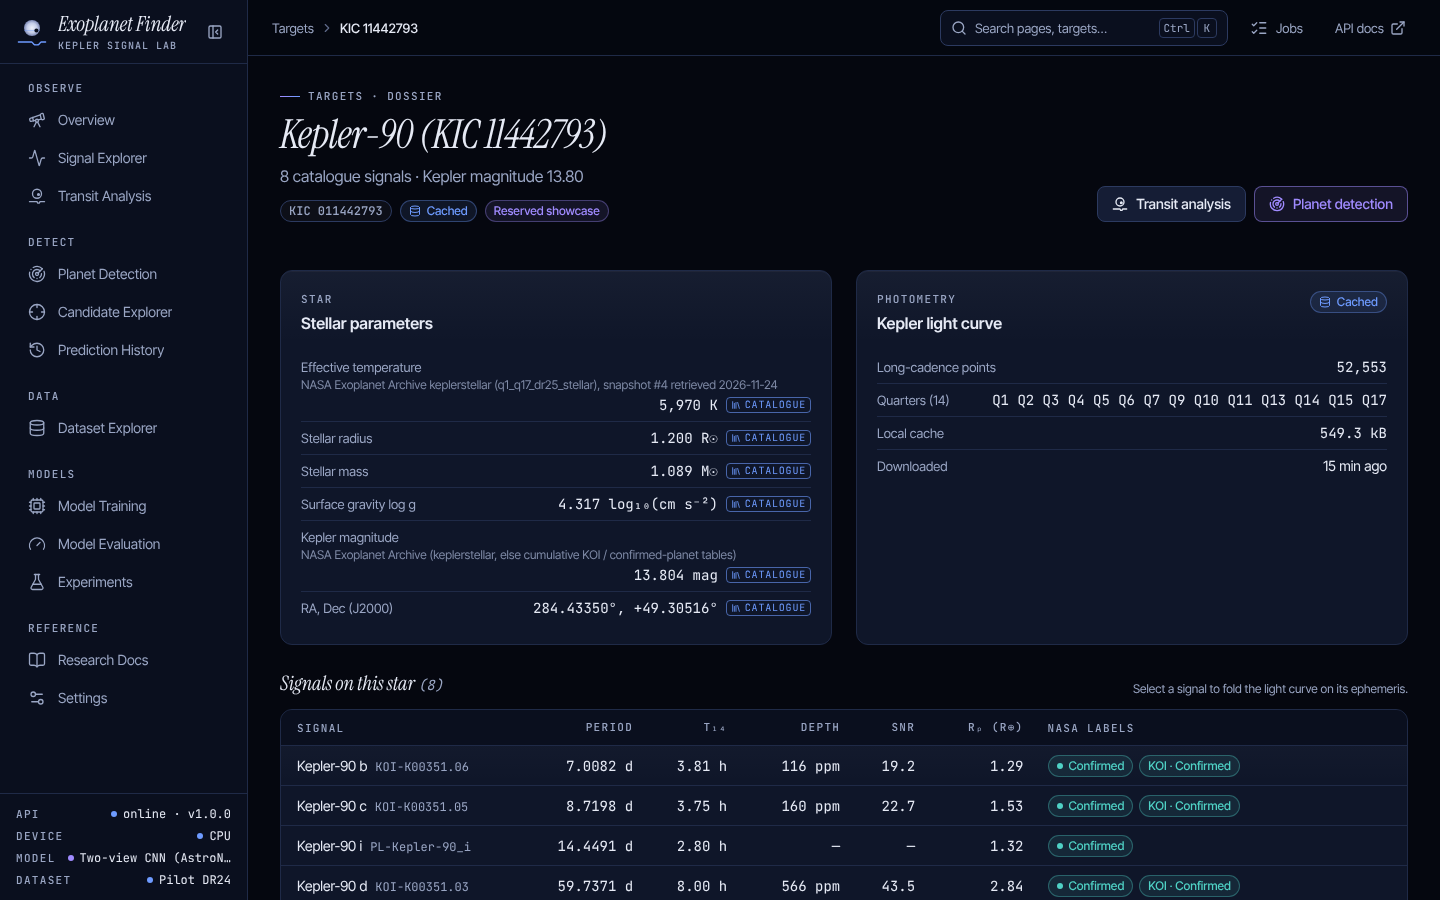 Exoplanet Finder
KEPLER SIGNAL LAB
OBSERVE
Overview
Signal Explorer
Transit Analysis
DETECT
Planet Detection
Candidate Explorer
Prediction History
DATA
Dataset Explorer
MODELS
Model Training
Model Evaluation
Experiments
REFERENCE
Research Docs
Settings
API online · v1.0.0
DEVICE CPU
MODEL Two-view CNN (AstroN…
DATASET Pilot DR24
Targets > KIC 11442793
Search pages, targets... Ctrl K
Jobs
API docs
TARGETS · DOSSIER
Kepler-90 (KIC 11442793)
8 catalogue signals · Kepler magnitude 13.80
KIC 011442793 Cached Reserved showcase
Transit analysis
Planet detection
STAR
Stellar parameters
Effective temperature
NASA Exoplanet Archive keplerstellar (q1_q17_dr25_stellar), snapshot #4 retrieved 2026-11-24
5,970 K CATALOGUE
Stellar radius 1.200 R☉ CATALOGUE
Stellar mass 1.089 M☉ CATALOGUE
Surface gravity log g 4.317 log₁₀(cm s⁻²) CATALOGUE
Kepler magnitude
NASA Exoplanet Archive (keplerstellar, else cumulative KOI / confirmed-planet tables)
13.804 mag CATALOGUE
RA, Dec (J2000) 284.43350°, +49.30516° CATALOGUE
PHOTOMETRY
Kepler light curve
Cached
Long-cadence points 52,553
Quarters (14) Q1 Q2 Q3 Q4 Q5 Q6 Q7 Q9 Q10 Q11 Q13 Q14 Q15 Q17
Local cache 549.3 kB
Downloaded 15 min ago
Signals on this star (8)
Select a signal to fold the light curve on its ephemeris.
SIGNAL PERIOD T₁₄ DEPTH SNR Rₚ (R⊕) NASA LABELS
Kepler-90 b KOI-K00351.06 7.0082 d 3.81 h 116 ppm 19.2 1.29 Confirmed KOI · Confirmed
Kepler-90 c KOI-K00351.05 8.7198 d 3.75 h 160 ppm 22.7 1.53 Confirmed KOI · Confirmed
Kepler-90 i PL-Kepler-90_i 14.4491 d 2.80 h — — 1.32 Confirmed
Kepler-90 d KOI-K00351.03 59.7371 d 8.00 h 566 ppm 43.5 2.84 Confirmed KOI · Confirmed